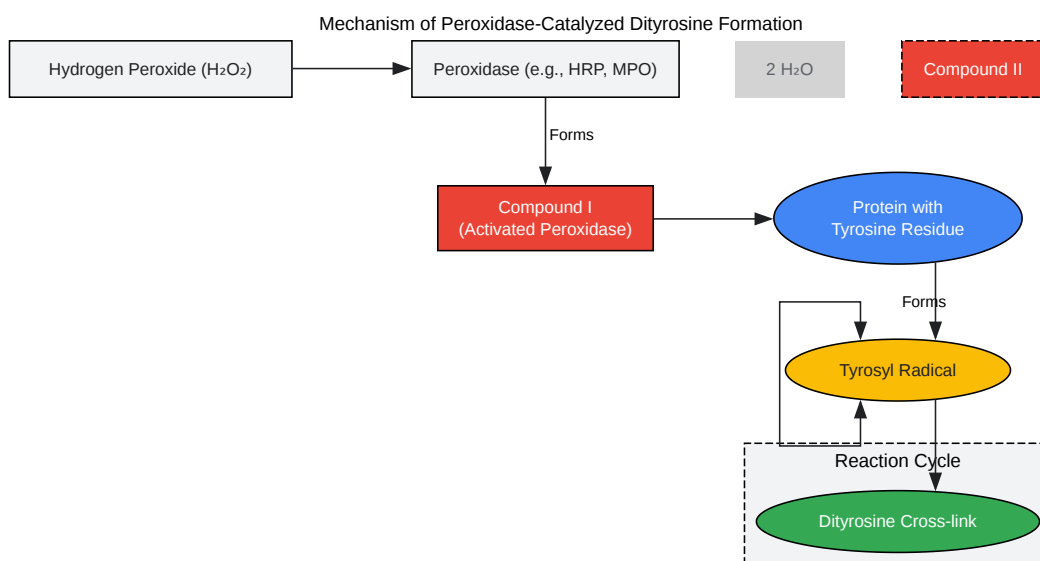 Mechanism of Peroxidase-Catalyzed Dityrosine Formation
Hydrogen Peroxide (H₂O₂)
Peroxidase (e.g., HRP, MPO)
2 H₂O
Compound II
Forms
Compound I
(Activated Peroxidase)
Protein with
Tyrosine Residue
Forms
Tyrosyl Radical
Reaction Cycle
Dityrosine Cross-link